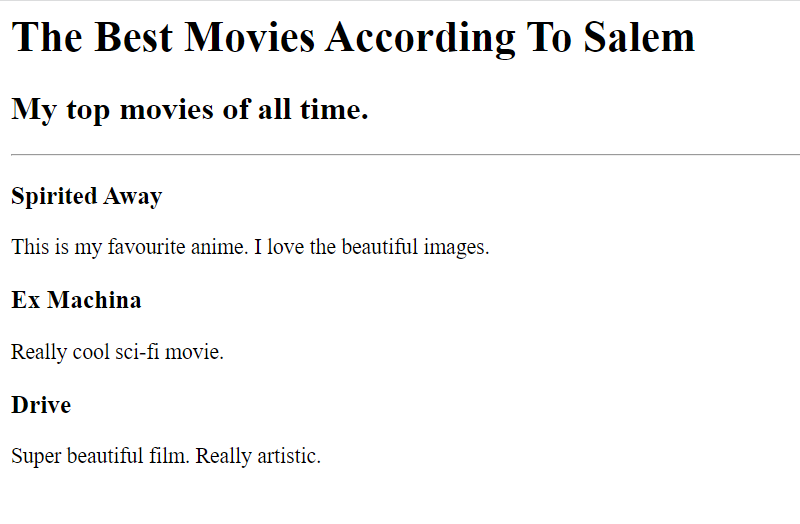 The Best Movies According To Salem
My top movies of all time.
Spirited Away
This is my favourite anime. I love the beautiful images.
Ex Machina
Really cool sci-fi movie.
Drive
Super beautiful film. Really artistic.